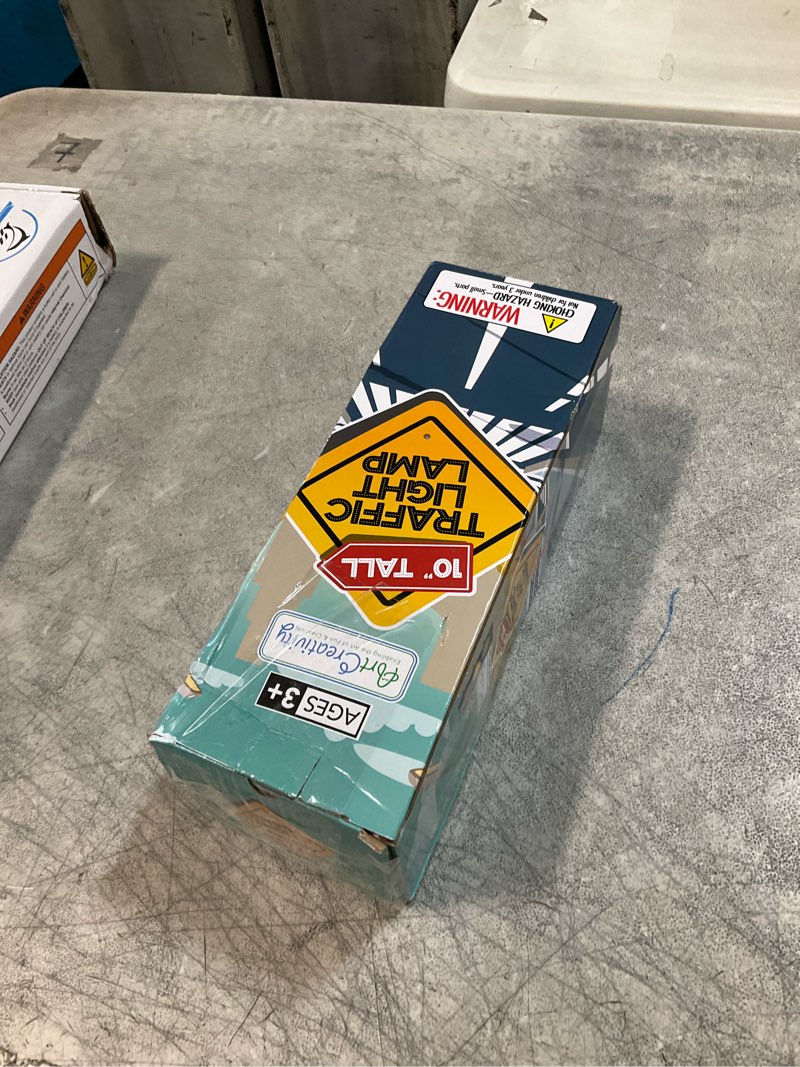 AGES 3+
ArtCreativity
Enabling the Art of Fun & Creativity
10" TALL
TRAFFIC
LIGHT
LAMP
WARNING:
CHOKING HAZARD—Small parts.
Not for children under 3 years.
WARNING
7